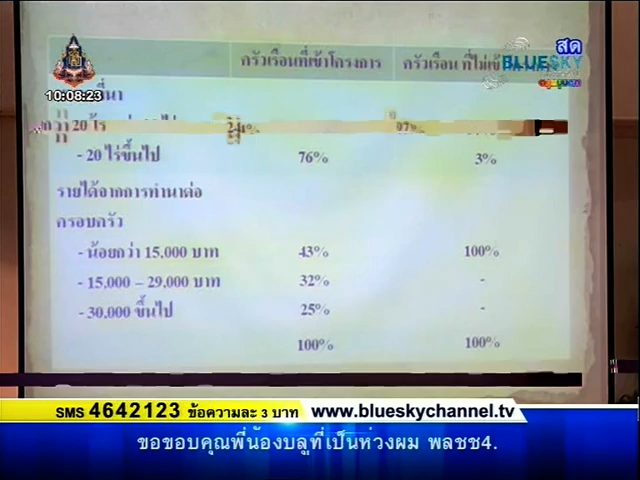 สด
BLUESKY
10:08:23
ครัวเรือนที่เข้าโครงการ ครัวเรือน
20 97%
- 20 ไร่ขึ้นไป 76% 3%
รายได้จากการทำนาต่อ
ครอบครัว
- น้อยกว่า 15.000 บาท 43% 100%
- 15,000 – 29,000 บาท 32% -
- 30,000 ขึ้นไป 25% -
100% 100%
SMS 4642123 ข้อความละ 3 บาท www.blueskychannel.tv
ขอขอบคุณพี่น้องบลูที่เป็นห่วงผม พลชช4.